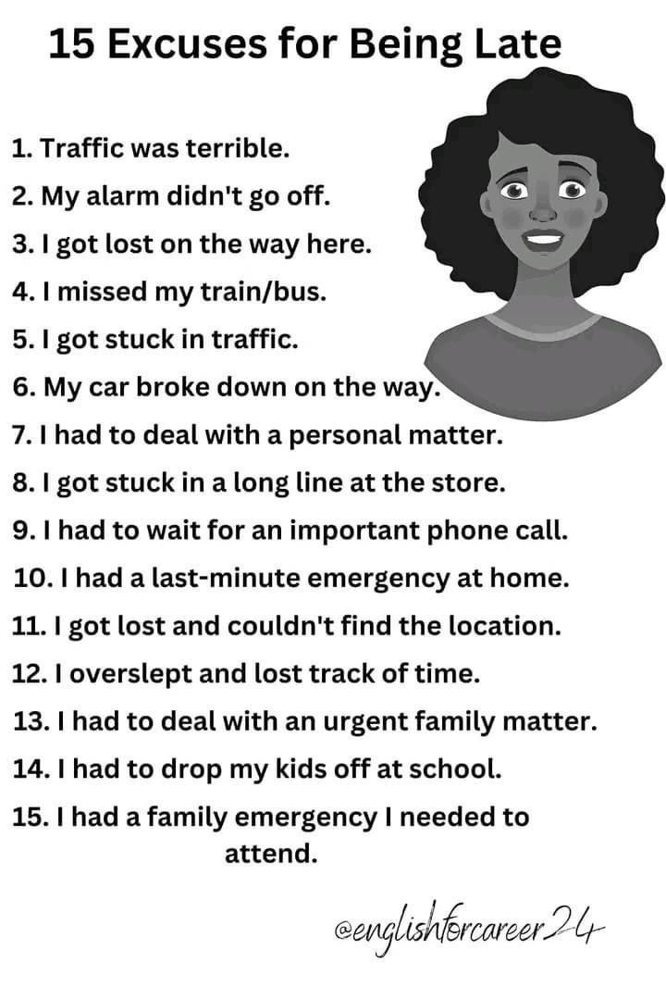 15 Excuses for Being Late
1. Traffic was terrible.
2. My alarm didn't go off.
3. I got lost on the way here.
4. I missed my train/bus.
5. I got stuck in traffic.
6. My car broke down on the way.
7. I had to deal with a personal matter.
8. I got stuck in a long line at the store.
9. I had to wait for an important phone call.
10. I had a last-minute emergency at home.
11. I got lost and couldn't find the location.
12. I overslept and lost track of time.
13. I had to deal with an urgent family matter.
14. I had to drop my kids off at school.
15. I had a family emergency I needed to
attend.
@englishforcareer24